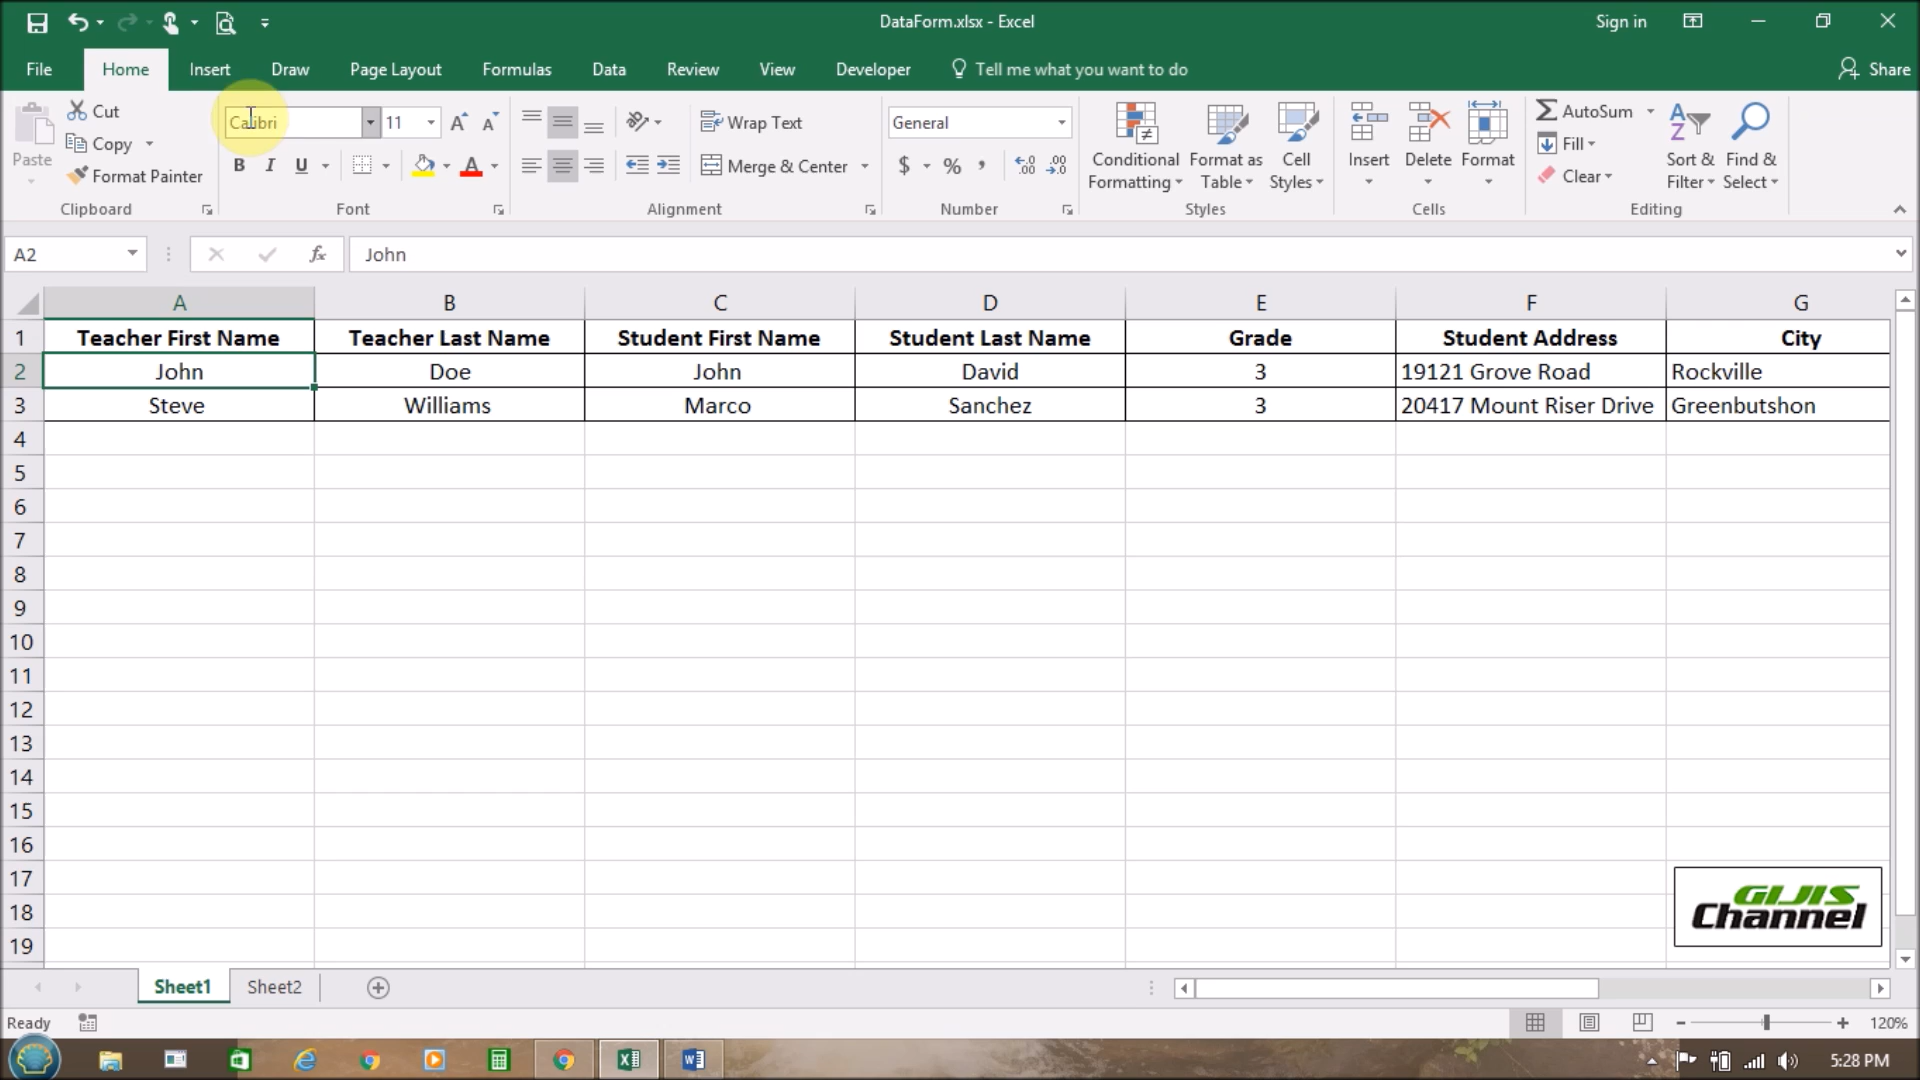 DataForm.xlsx - Excel
Sign in
File Home Insert Draw Page Layout Formulas Data Review View Developer Tell me what you want to do Share
Paste
Cut
Copy
Format Painter
Clipboard
Calibri 11
B I U A
Font
Wrap Text
Merge & Center
Alignment
General
$ % ,
Number
Conditional Formatting
Format as Table
Cell Styles
Styles
Insert
Delete
Format
Cells
AutoSum
Fill
Clear
Sort & Filter
Find & Select
Editing
A2 fx John
A B C D E F G
1 Teacher First Name Teacher Last Name Student First Name Student Last Name Grade Student Address City
2 John Doe John David 3 19121 Grove Road Rockville
3 Steve Williams Marco Sanchez 3 20417 Mount Riser Drive Greenbutshon
4
5
6
7
8
9
10
11
12
13
14
15
16
17
18
19
GIJIS
Channel
Sheet1 Sheet2
Ready
120%
5:28 PM